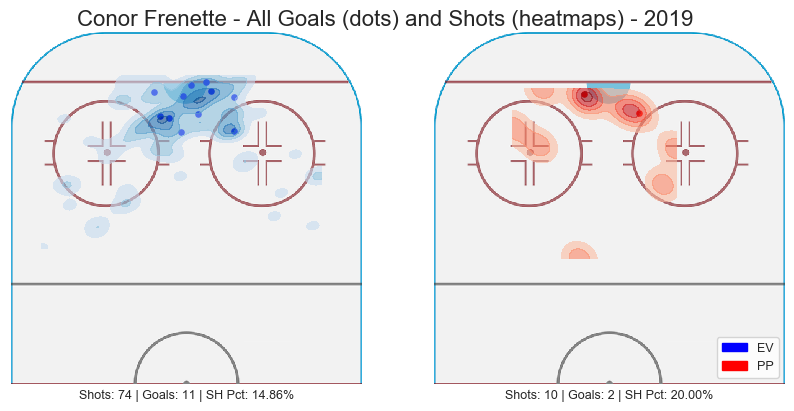 Conor Frenette - All Goals (dots) and Shots (heatmaps) - 2019
EV
PP
Shots: 74 | Goals: 11 | SH Pct: 14.86%
Shots: 10 | Goals: 2 | SH Pct: 20.00%